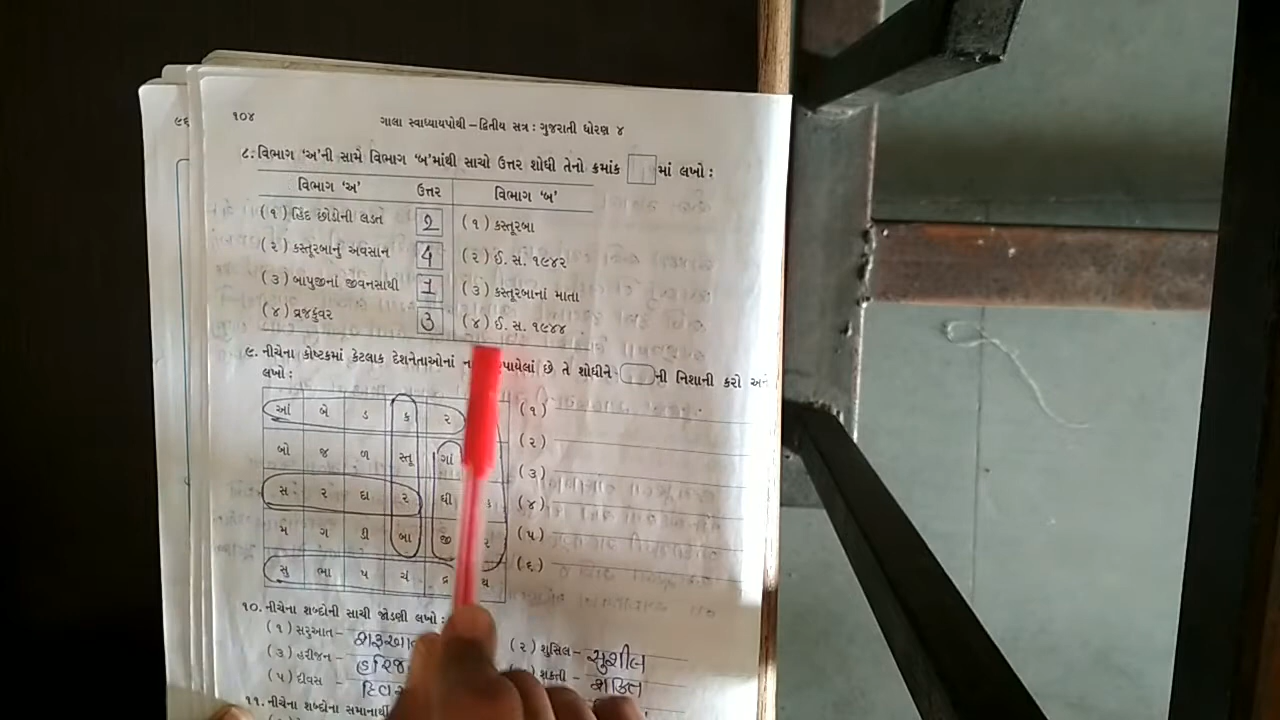 ૯૬
૧૦૪
ગાલા સ્વાધ્યાયપોથી – દ્વિતીય સત્ર : ગુજરાતી ધોરણ ૪
૮. વિભાગ ‘અ’ની સામે વિભાગ ‘બ’માંથી સાચો ઉત્તર શોધી તેનો ક્રમાંક માં લખો :
વિભાગ ‘અ’ ઉત્તર વિભાગ ‘બ’
(૧) હિંદ છોડોની લડત 2 (૧) કસ્તૂરબા
(૨) કસ્તૂરબાનું અવસાન 4 (૨) ઈ. સ. ૧૯૪૨
(૩) બાપુજીનાં જીવનસાથી 1 (૩) કસ્તૂરબાનાં માતા
(૪) વ્રજકુંવર 3 (૪) ઈ. સ. ૧૯૪૪
૯. નીચેના કોષ્ટકમાં કેટલાક દેશનેતાઓનાં છે તે શોધીને ની નિશાની કરો અને
લખો :
આં બે ડ ક ર (૧)
બો જ ળ સ્તૂ ગાં (૨)
સ ર દા ર ધી (૩)
(૪)
મ ગ ડી બા જી ર (૫)
સુ ભા ષ ચં દ્ર (૬)
૧૦. નીચેના શબ્દોની સાચી જોડણી લખો :
(૧) સરુઆત – (૨) શુસિલ – સુશીલ
(૩) હરીજન – શકતી – શક્તિ
(૫) દીવસ –
૧૧. નીચેના શબ્દોના સમાનાર્થી